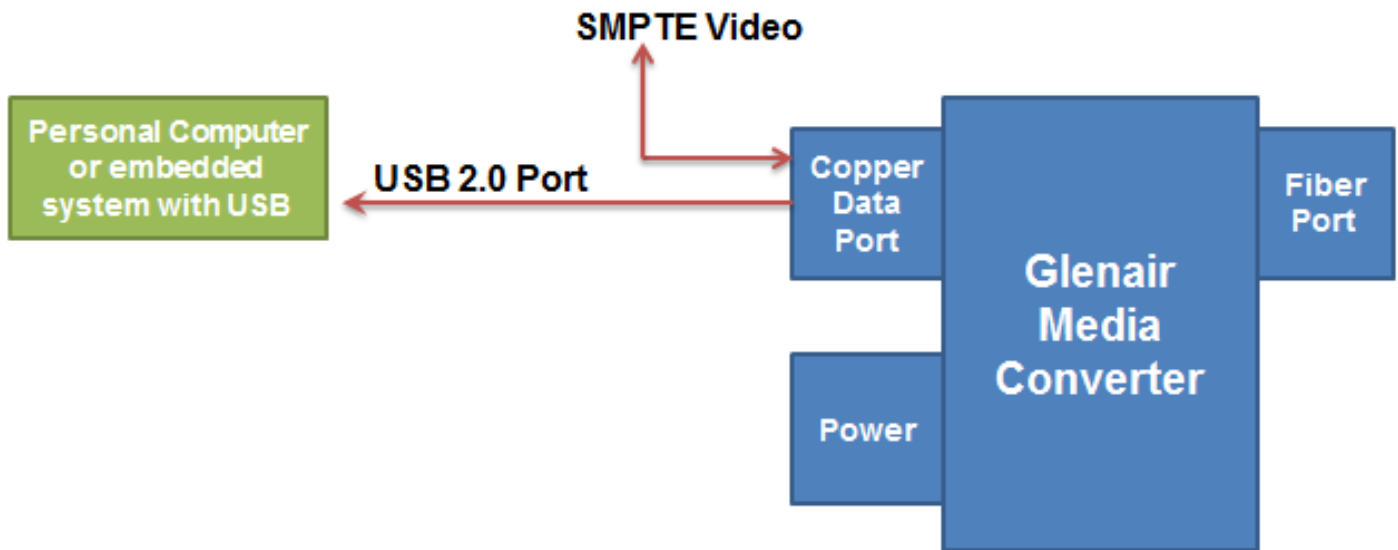 SMPTE Video
Personal Computer
or embedded
system with USB
USB 2.0 Port
Copper
Data
Port
Fiber
Port
Glenair
Media
Converter
Power